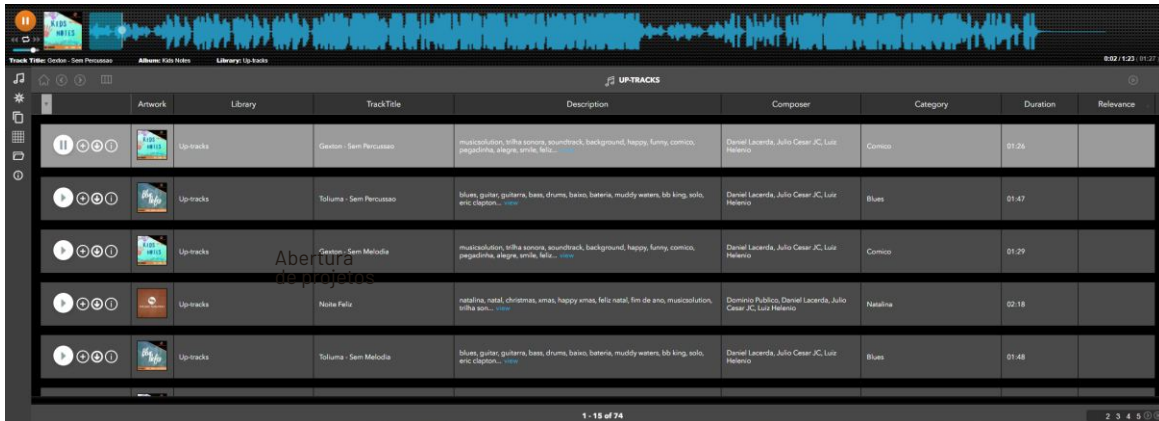 KIDS
NOTES
Track Title: Gexton - Sem Percussao Album: Kids Notes Library: Up-tracks 0:02 / 1:23 | 01:27
UP-TRACKS
Artwork Library TrackTitle Description Composer Category Duration Relevance
Up-tracks Gexton - Sem Percussao musicsolution, trilha sonora, soundtrack, background, happy, funny, comico, pegadinha, alegre, smile, feliz... view Daniel Lacerda, Julio Cesar JC, Luiz Helenio Comico 01:26
Up-tracks Toliuma - Sem Percussao blues, guitar, guitarra, bass, drums, baixo, bateria, muddy waters, bb king, solo, eric clapton... view Daniel Lacerda, Julio Cesar JC, Luiz Helenio Blues 01:47
Up-tracks Gexton - Sem Melodia musicsolution, trilha sonora, soundtrack, background, happy, funny, comico, pegadinha, alegre, smile, feliz... view Daniel Lacerda, Julio Cesar JC, Luiz Helenio Comico 01:29
Abertura
de projetos
Up-tracks Noite Feliz natalina, natal, christmas, xmas, happy xmas, feliz natal, fim de ano, musicsolution, trilha son... view Dominio Publico, Daniel Lacerda, Julio Cesar JC, Luiz Helenio Natalina 02:18
Up-tracks Toliuma - Sem Melodia blues, guitar, guitarra, bass, drums, baixo, bateria, muddy waters, bb king, solo, eric clapton... view Daniel Lacerda, Julio Cesar JC, Luiz Helenio Blues 01:48
1 - 15 of 74
2 3 4 5